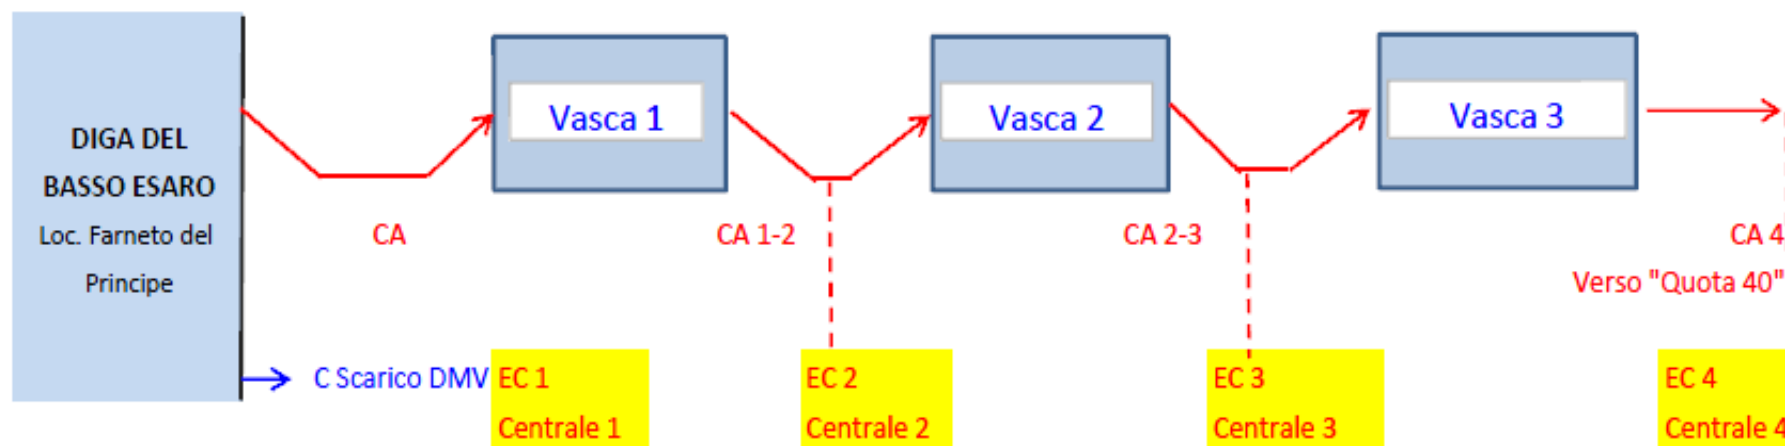 DIGA DEL
BASSO ESARO
Loc. Farneto del
Principe
Vasca 1
Vasca 2
Vasca 3
CA
CA 1-2
CA 2-3
CA 4
Verso "Quota 40"
C Scarico DMV
EC 1
Centrale 1
EC 2
Centrale 2
EC 3
Centrale 3
EC 4
Centrale 4